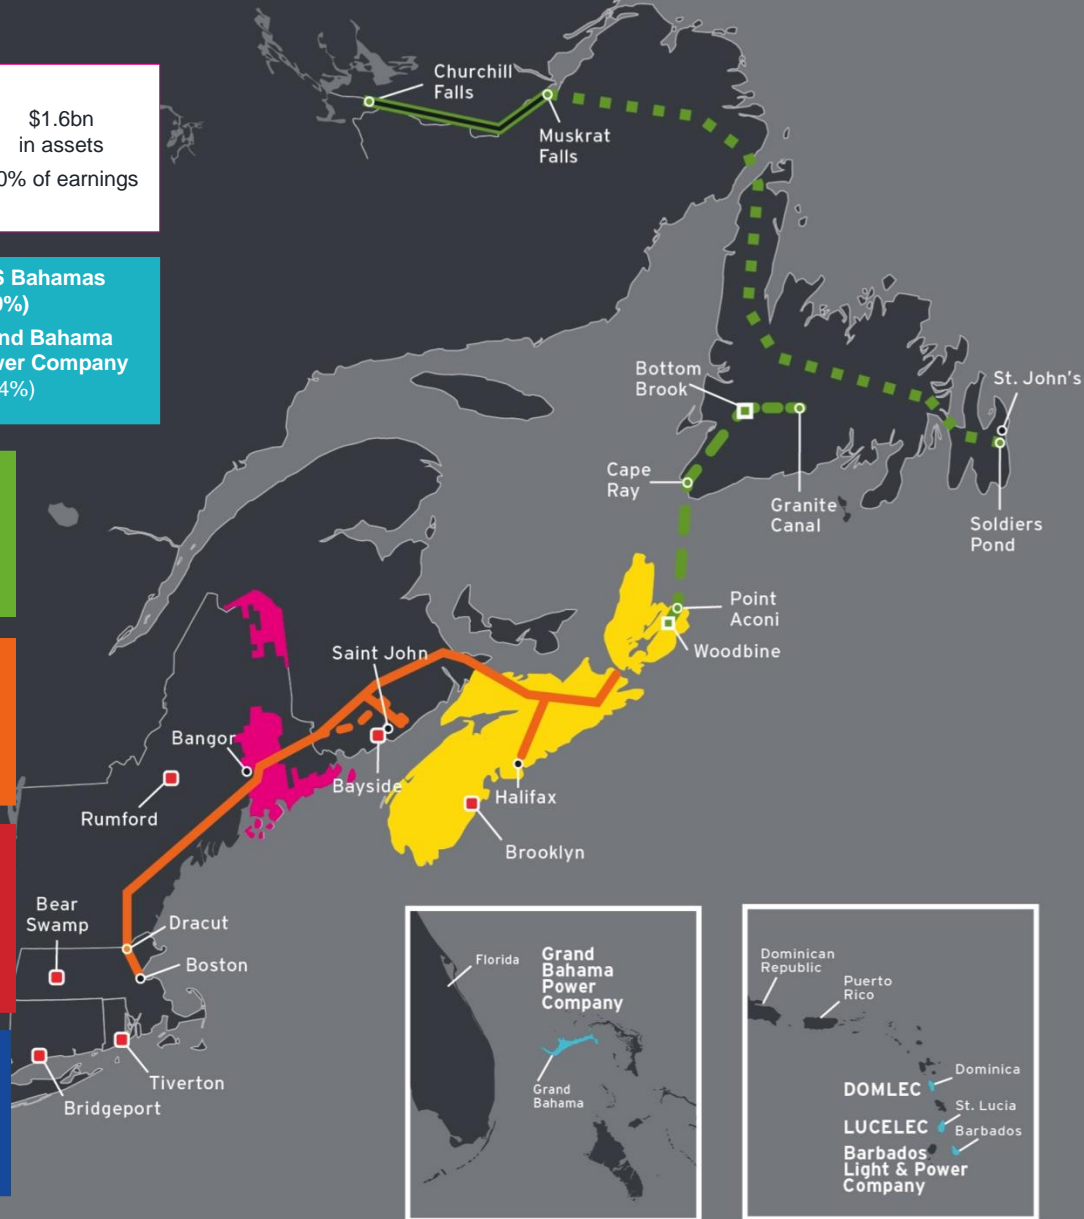 $1.6bn
in assets
0% of earnings
Bahamas
0%)
nd Bahama
er Company
4%)
Churchill
Falls
Muskrat
Falls
Bottom
Brook
St. John's
Cape
Ray
Granite
Canal
Soldiers
Pond
Point
Aconi
Woodbine
Saint John
Bangor
Bayside
Rumford
Halifax
Brooklyn
Bear
Swamp
Dracut
Boston
Tiverton
Bridgeport
Florida
Grand
Bahama
Power
Company
Grand
Bahama
Dominican
Republic
Puerto
Rico
Dominica
DOMLEC
St. Lucia
LUCELEC
Barbados
Barbados
Light & Power
Company